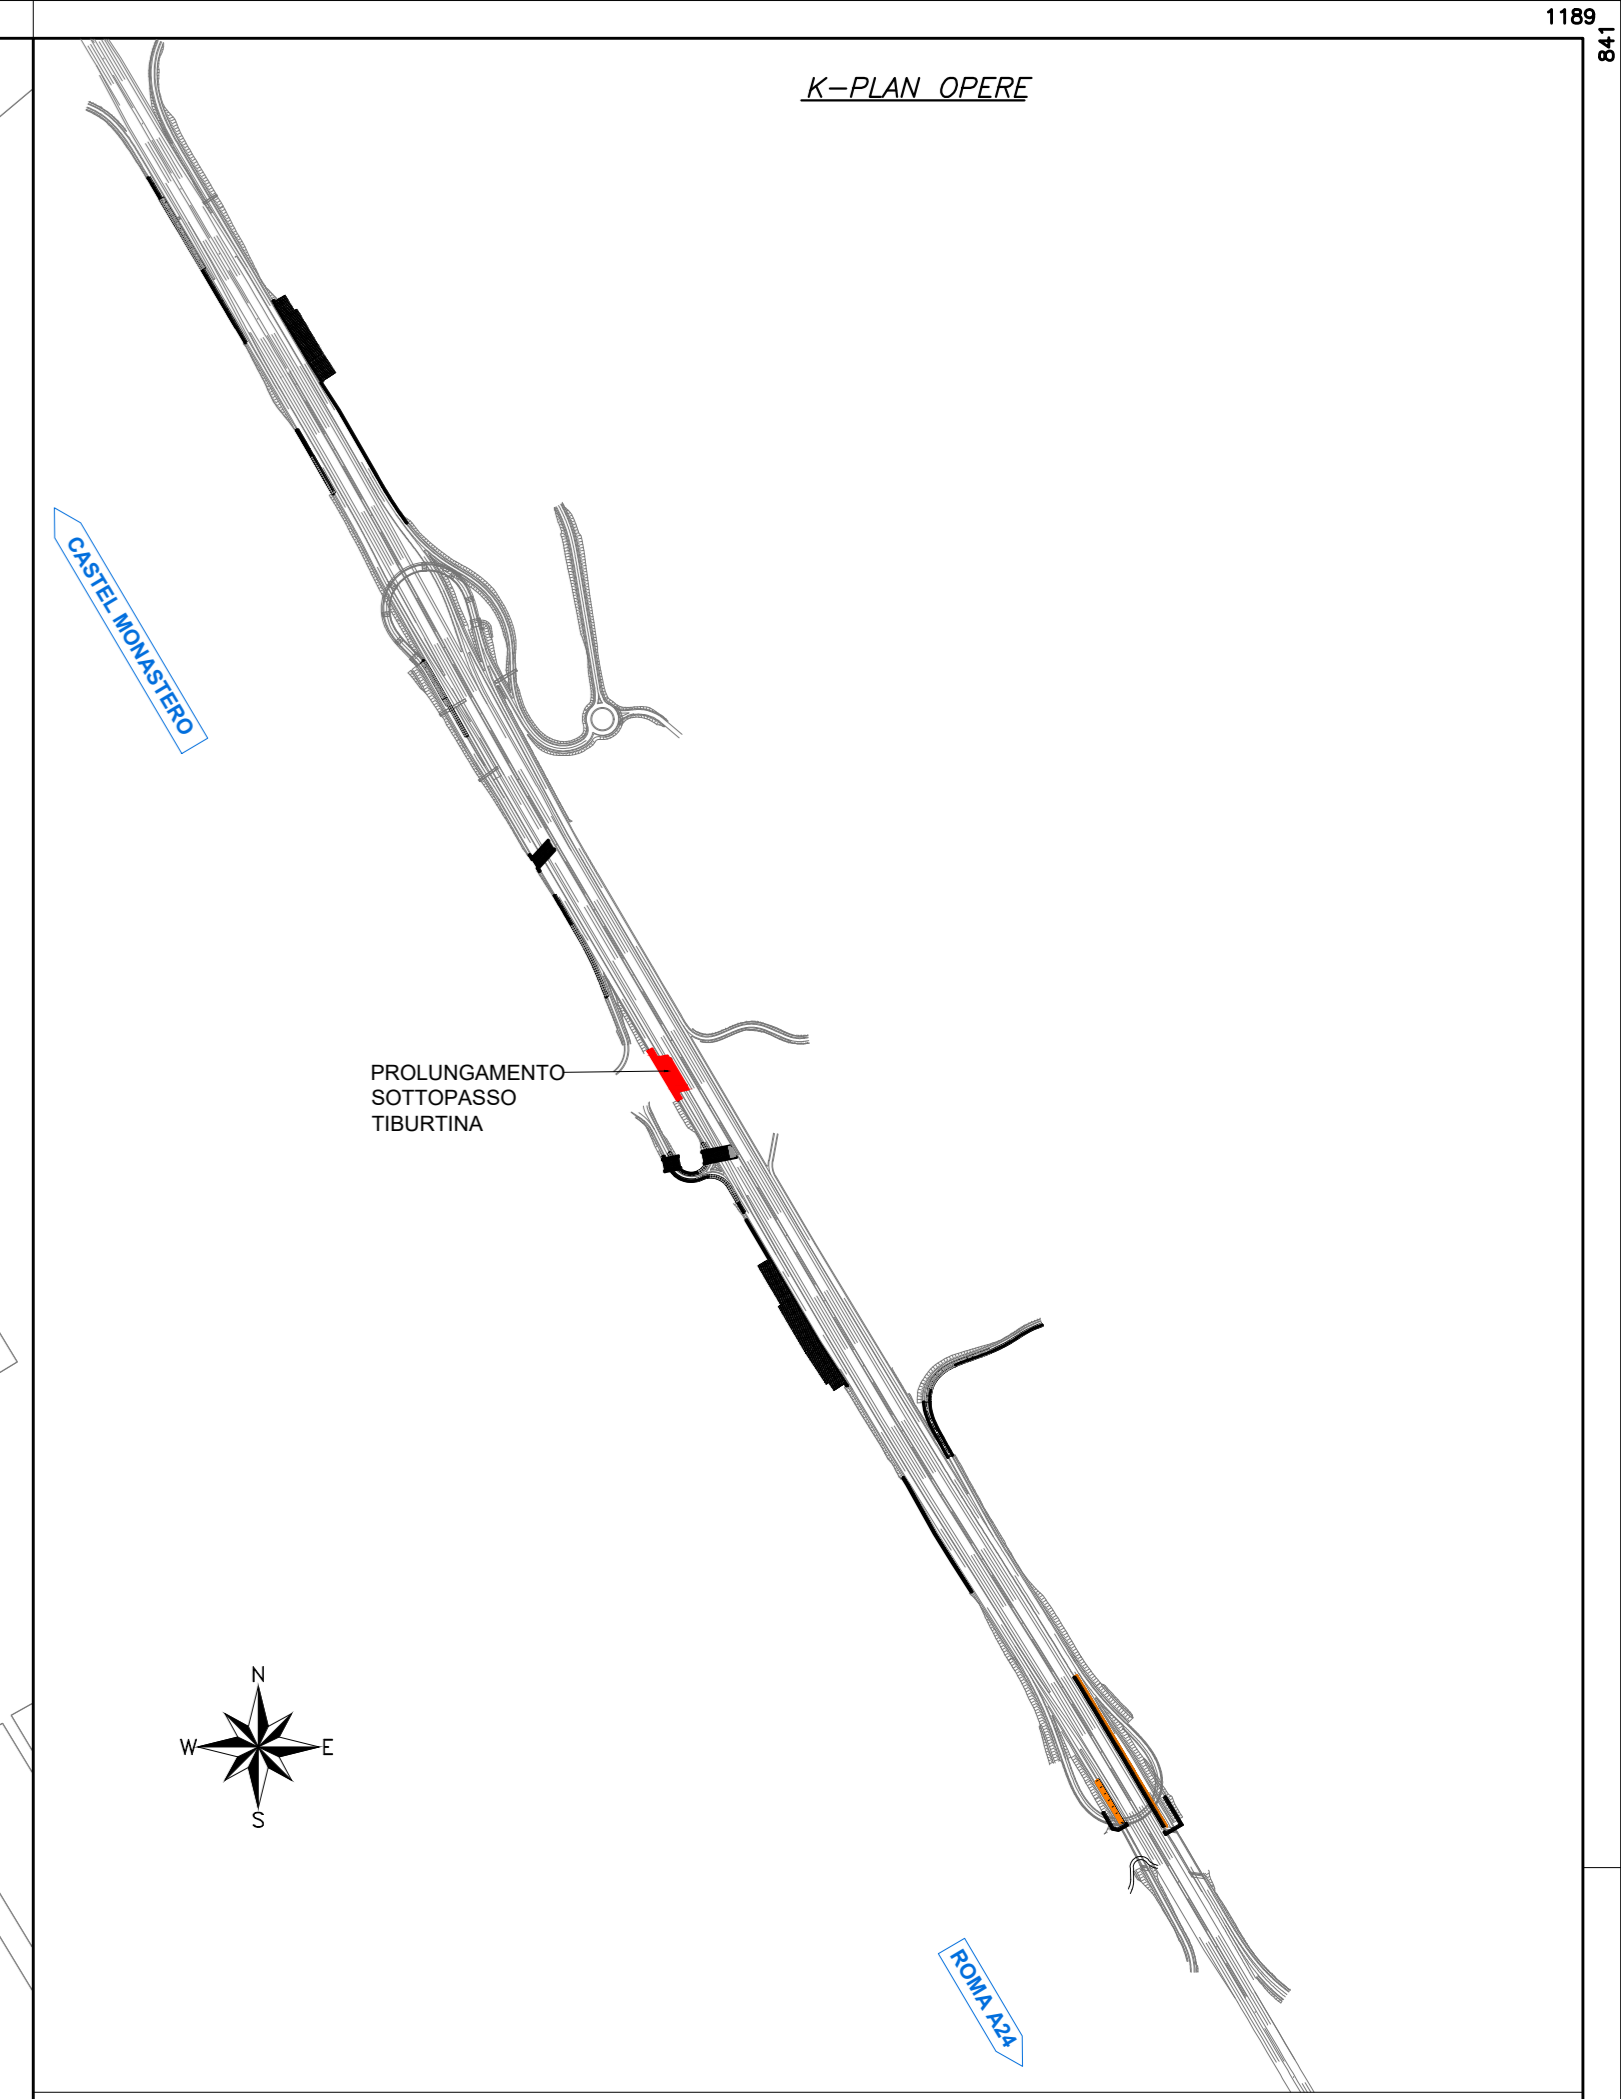 1189
841
K-PLAN OPERE
CASTEL MONASTERO
PROLUNGAMENTO
SOTTOPASSO
TIBURTINA
N
W
E
S
ROMA A24